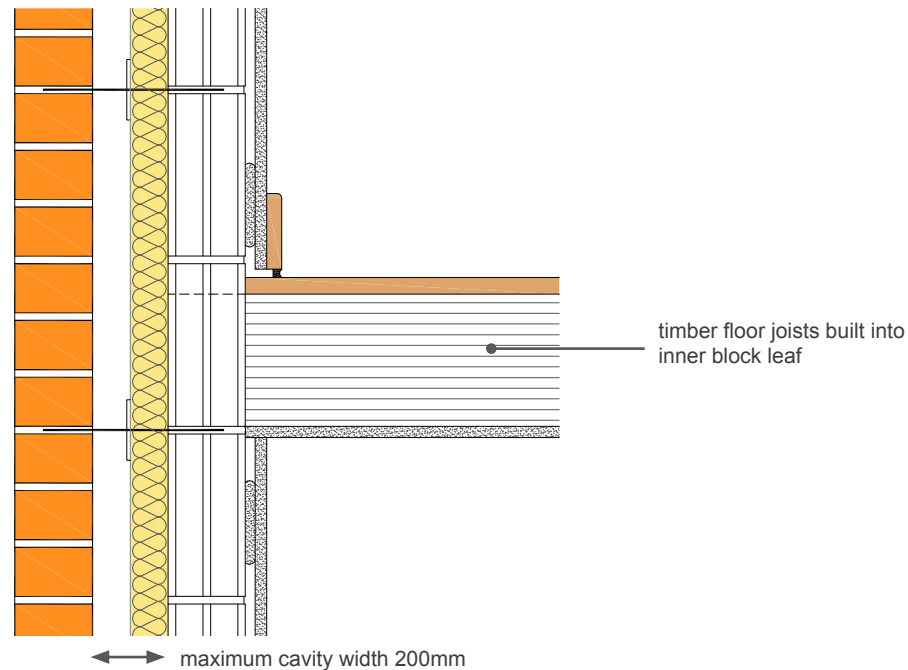 timber floor joists built into
inner block leaf
maximum cavity width 200mm